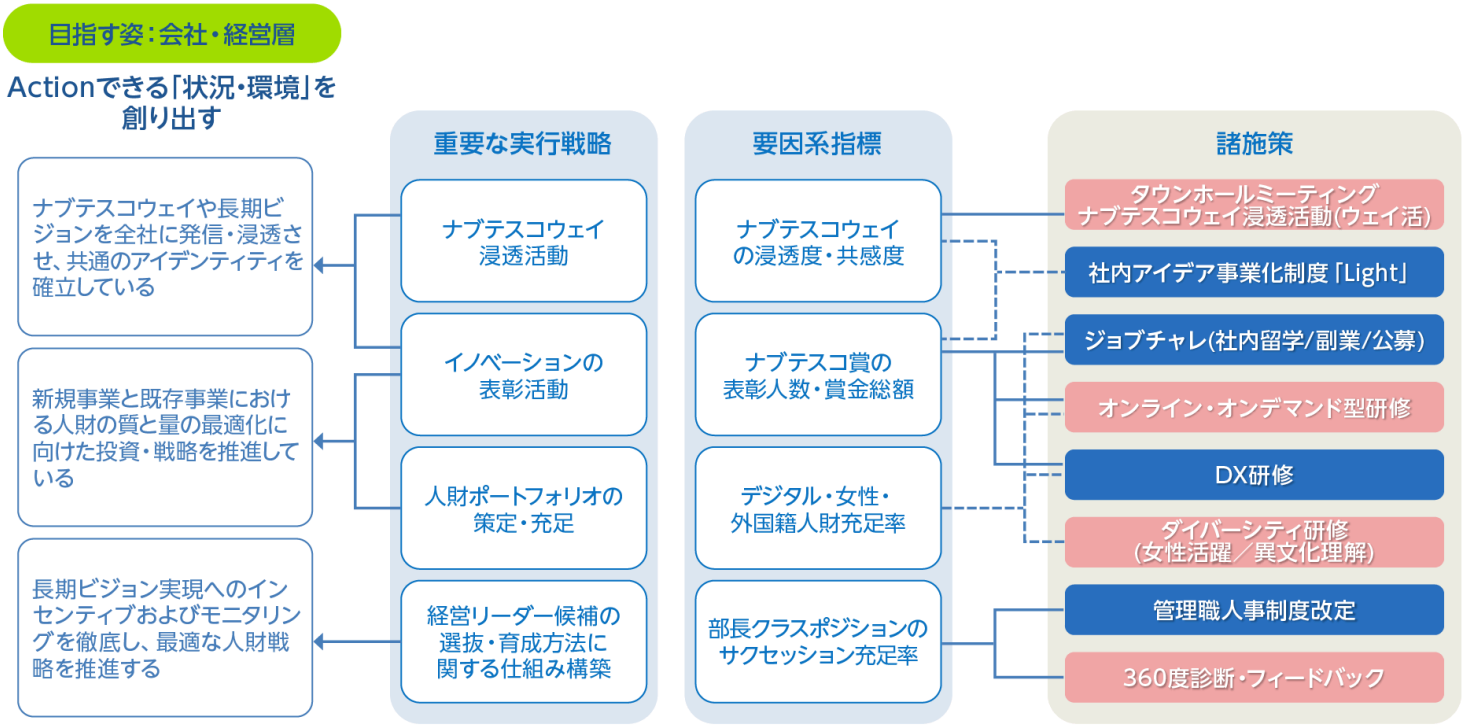 目指す姿：会社・経営層
Actionできる「状況・環境」を
創り出す
ナブテスコウェイや長期ビ
ジョンを全社に発信・浸透さ
せ、共通のアイデンティティを
確立している
新規事業と既存事業におけ
る人財の質と量の最適化に
向けた投資・戦略を推進して
いる
長期ビジョン実現へのイン
センティブおよびモニタリン
グを徹底し、最適な人財戦
略を推進する
重要な実行戦略
ナブテスコウェイ
浸透活動
イノベーションの
表彰活動
人財ポートフォリオの
策定・充足
経営リーダー候補の
選抜・育成方法に
関する仕組み構築
要因系指標
ナブテスコウェイ
の浸透度・共感度
ナブテスコ賞の
表彰人数・賞金総額
デジタル・女性・
外国籍人財充足率
部長クラスポジションの
サクセッション充足率
諸施策
タウンホールミーティング
ナブテスコウェイ浸透活動(ウェイ活)
社内アイデア事業化制度「Light」
ジョブチャレ(社内留学/副業/公募)
オンライン・オンデマンド型研修
DX研修
ダイバーシティ研修
(女性活躍／異文化理解)
管理職人事制度改定
360度診断・フィードバック